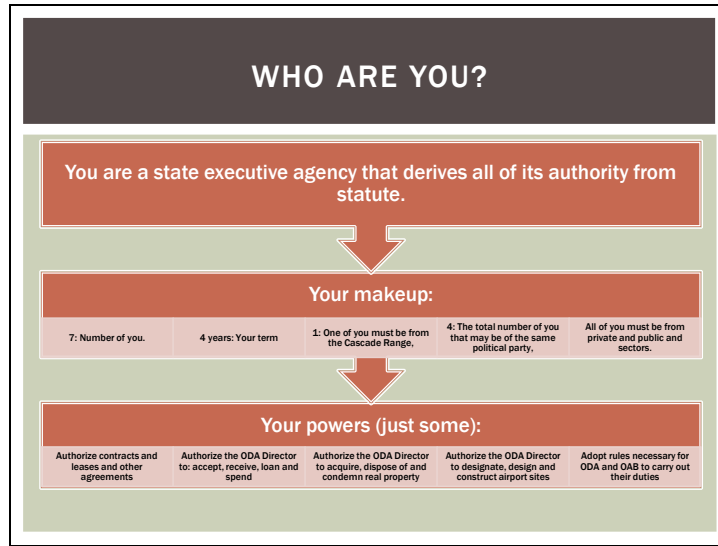 WHO ARE YOU?
You are a state executive agency that derives all of its authority from
statute.
Your makeup:
7: Number of you.
4 years: Your term
1: One of you must be from
the Cascade Range,
4: The total number of you
that may be of the same
political party,
All of you must be from
private and public and
sectors.
Your powers (just some):
Authorize contracts and
leases and other
agreements
Authorize the ODA Director
to: accept, receive, loan and
spend
Authorize the ODA Director
to acquire, dispose of and
condemn real property
Authorize the ODA Director
to designate, design and
construct airport sites
Adopt rules necessary for
ODA and OAB to carry out
their duties